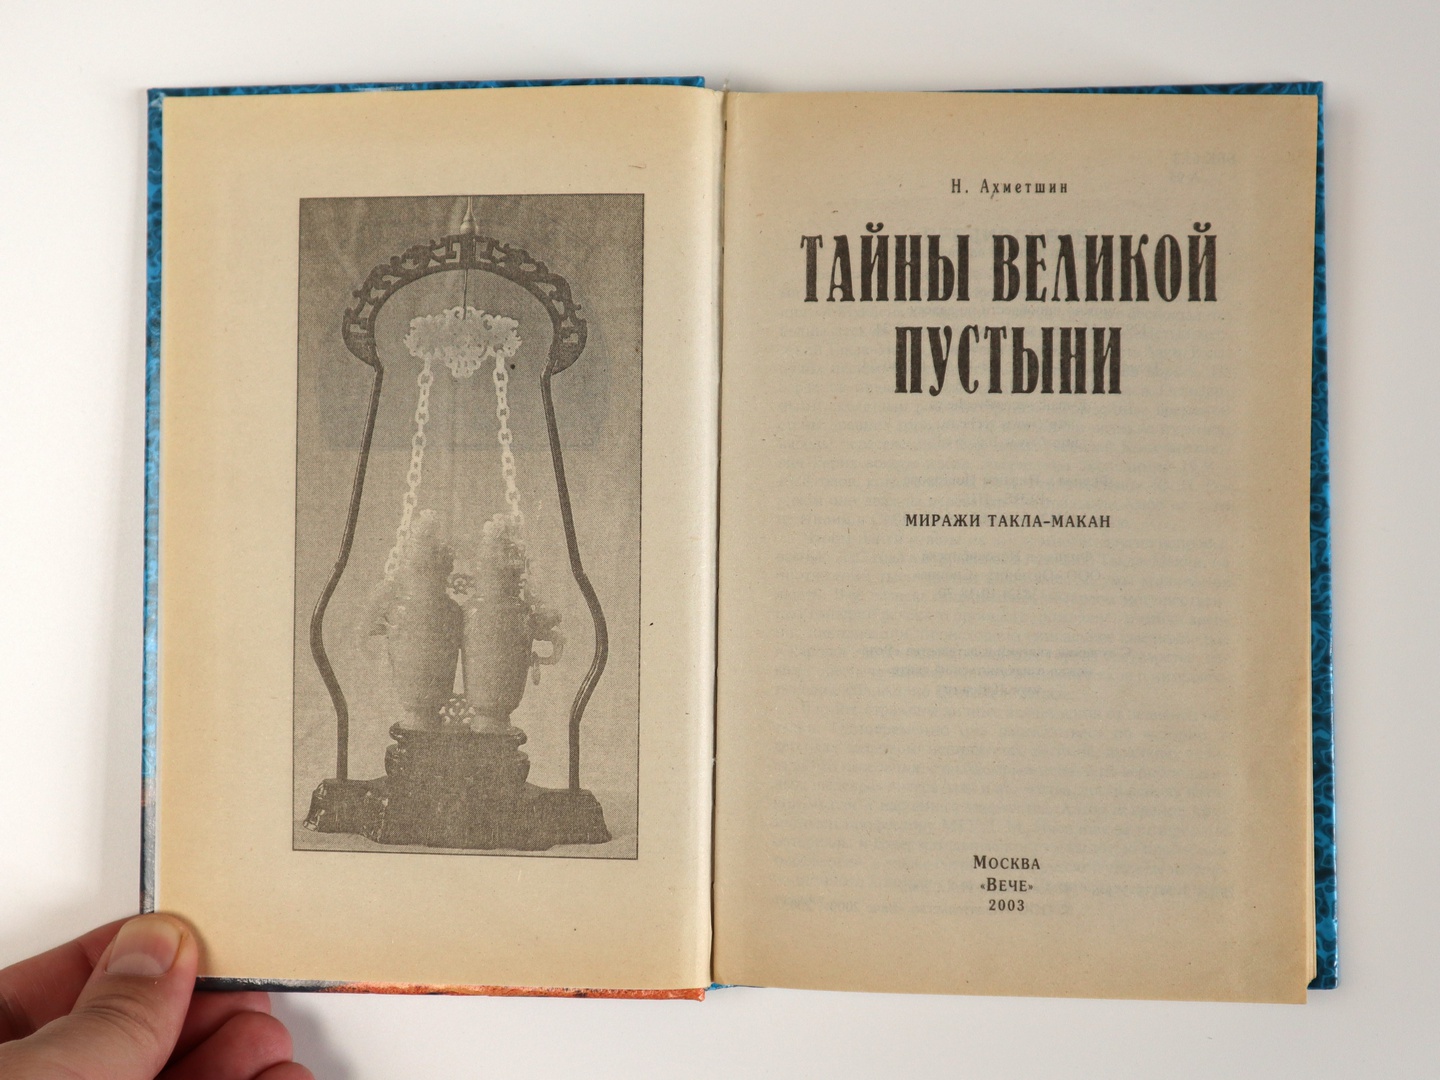 Н. Ахметшин
ТАЙНЫ ВЕЛИКОЙ
ПУСТЫНИ
МИРАЖИ ТАКЛА-МАКАН
МОСКВА
«ВЕЧЕ»
2003